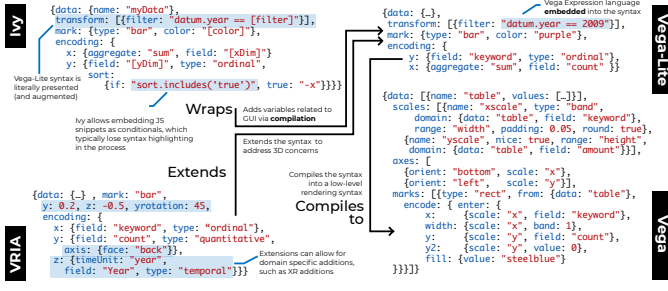 Ivy
{data: {name: "myData"},
transform: [{filter: "datum.year == [filter]"}],
mark: {type: "bar", color: "[color]"},
encoding: {
x: {aggregate: "sum", field: "[xDim]"}
y: {field: "[yDim]", type: "ordinal",
sort:
{if: "sort.includes('true')", true: "-x"}}}}
Vega-Lite syntax is
literally presented
(and augmented)
Ivy allows embedding JS
snippets as conditionals, which
typically lose syntax highlighting
in the process
Wraps
Adds variables related to
GUI via compilation
Extends
Extends the syntax to
address 3D concerns
Compiles the syntax
into a low-level
rendering syntax
Compiles
to
VRIA
{data: {…} , mark: "bar",
y: 0.2, z: -0.5, yrotation: 45,
encoding: {
x: {field: "keyword", type: "ordinal"},
y: {field: "count", type: "quantitative",
axis: {face: "back"}},
z: {timeUnit: "year",
field: "Year", type: "temporal"}}}
Extensions can allow for
domain specific additions,
such as XR additions
Vega Expression language
embedded into the syntax
Vega-Lite
{data: {…},
transform: [{filter: "datum.year == 2009"}],
mark: {type: "bar", color: "purple"},
encoding: {
y: {field: "keyword", type: "ordinal"},
x: {aggregate: "sum", field: "count" }}
Vega
{data: [{name: "table", values: […]}],
scales: [{name: "xscale", type: "band",
domain: {data: "table", field: "keyword"},
range: "width", padding: 0.05, round: true},
{name: "yscale", nice: true, range: "height",
domain: {data: "table", field: "amount"}}],
axes: [
{orient: "bottom", scale: "x"},
{orient: "left", scale: "y"}],
marks: [{type: "rect", from: {data: "table"},
encode: { enter: {
x: {scale: "x", field: "keyword"},
width: {scale: "x", band: 1},
y: {scale: "y", field: "count"},
y2: {scale: "y", value: 0},
fill: {value: "steelblue"}
}}}]}